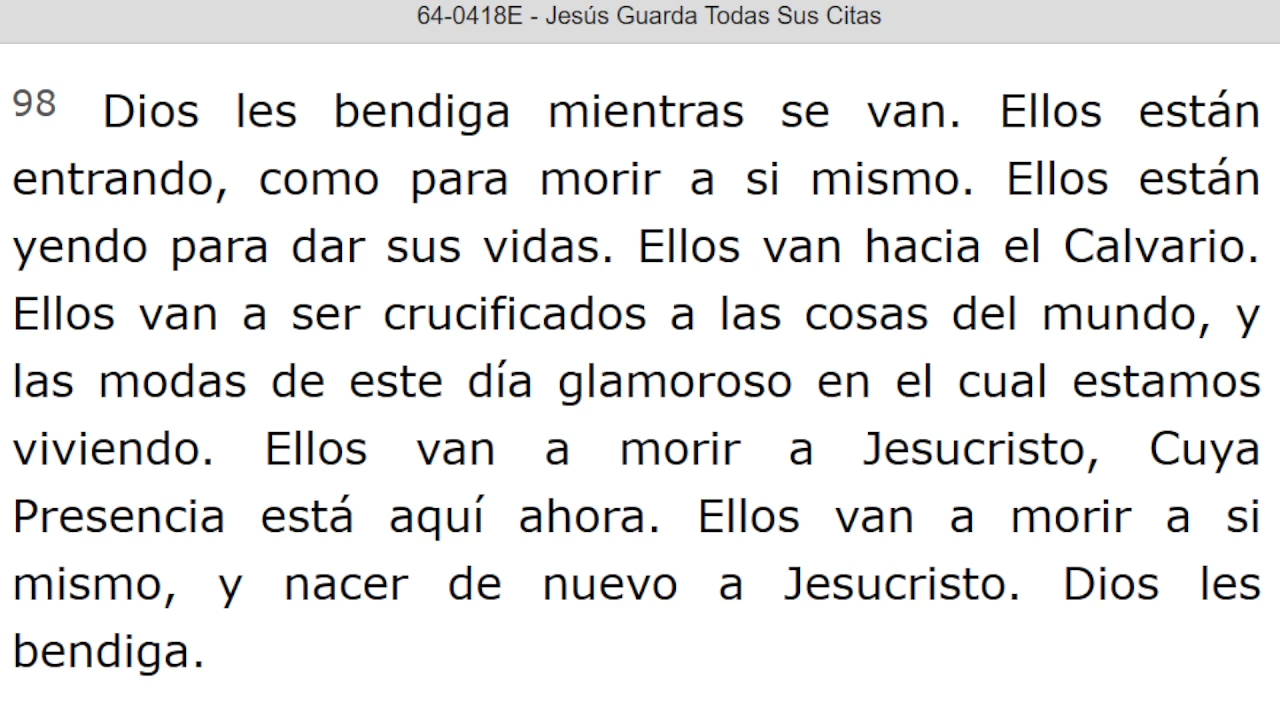 64-0418E - Jesús Guarda Todas Sus Citas
98 Dios les bendiga mientras se van. Ellos están
entrando, como para morir a si mismo. Ellos están
yendo para dar sus vidas. Ellos van hacia el Calvario.
Ellos van a ser crucificados a las cosas del mundo, y
las modas de este día glamoroso en el cual estamos
viviendo. Ellos van a morir a Jesucristo, Cuya
Presencia está aquí ahora. Ellos van a morir a si
mismo, y nacer de nuevo a Jesucristo. Dios les
bendiga.